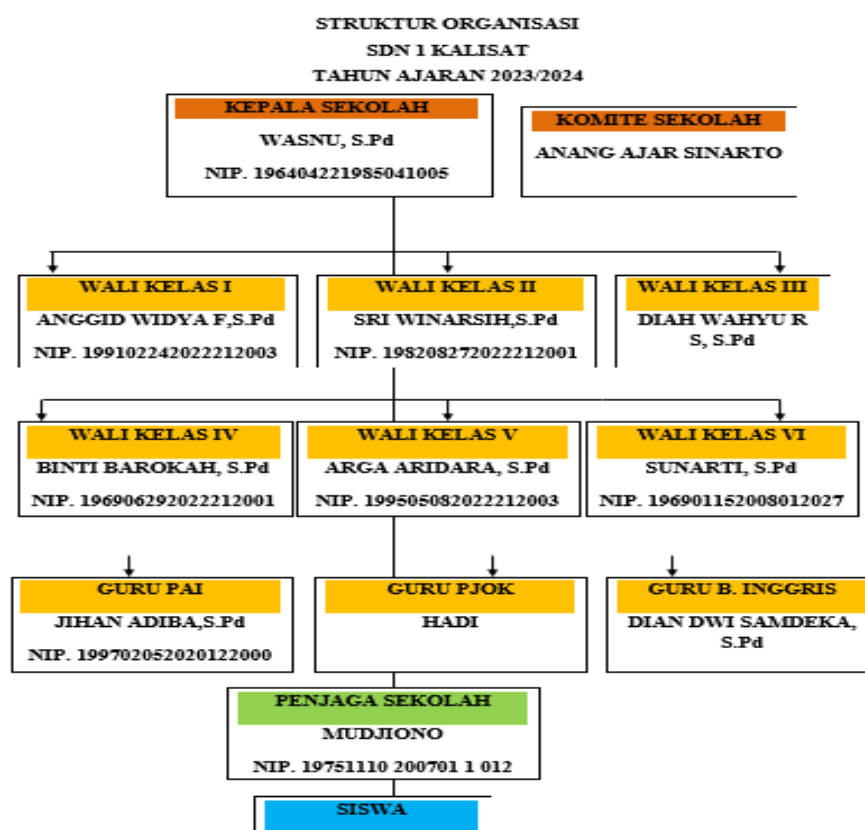 STRUKTUR ORGANISASI
SDN 1 KALISAT
TAHUN AJARAN 2023/2024
KEPALA SEKOLAH
WASNU, S.Pd
NIP. 196404221985041005
KOMITE SEKOLAH
ANANG AJAR SINARTO
WALI KELAS I
ANGGID WIDYA F,S.Pd
NIP. 199102242022212003
WALI KELAS II
SRI WINARSIH,S.Pd
NIP. 198208272022212001
WALI KELAS III
DIAH WAHYU R
S, S.Pd
WALI KELAS IV
BINTI BAROKAH, S.Pd
NIP. 196906292022212001
WALI KELAS V
ARGA ARIDARA, S.Pd
NIP. 199505082022212003
WALI KELAS VI
SUNARTI, S.Pd
NIP. 196901152008012027
GURU PAI
JIHAN ADIBA,S.Pd
NIP. 199702052020122000
GURU PJOK
HADI
GURU B. INGGRIS
DIAN DWI SAMDEKA,
S.Pd
PENJAGA SEKOLAH
MUDJIONO
NIP. 19751110 200701 1 012
SISWA